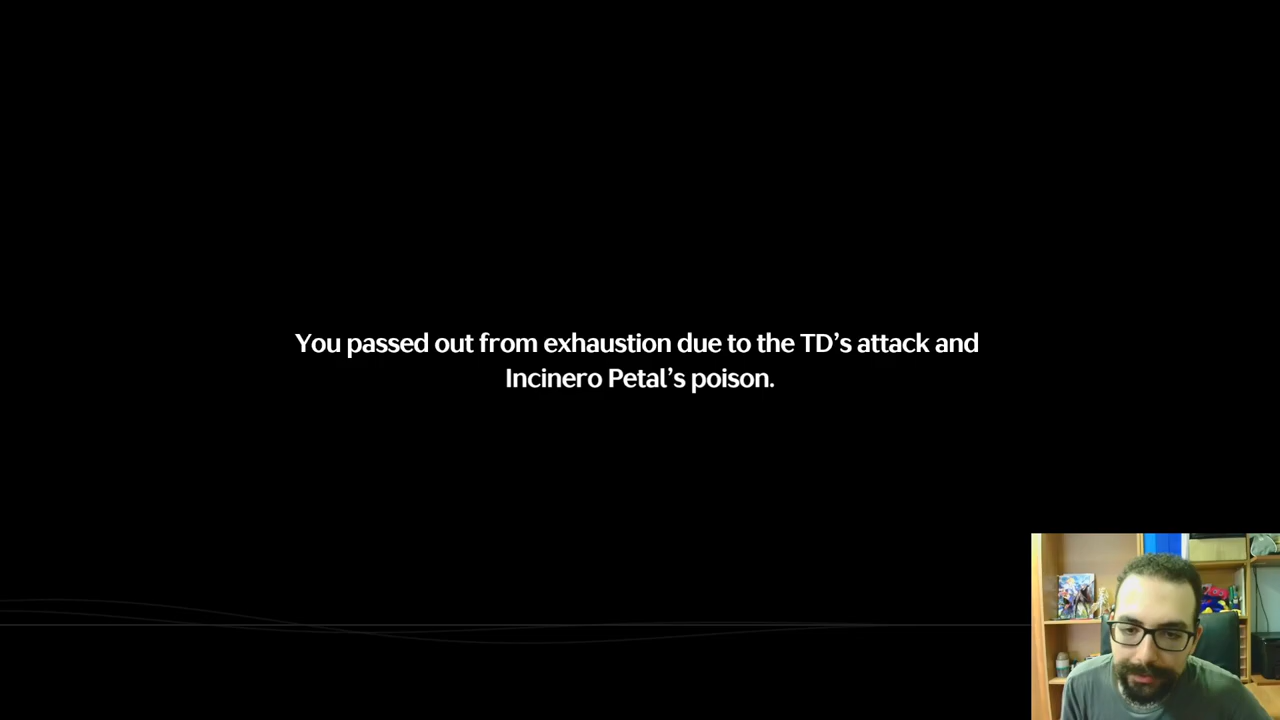 You passed out from exhaustion due to the TD’s attack and
Incinero Petal’s poison.